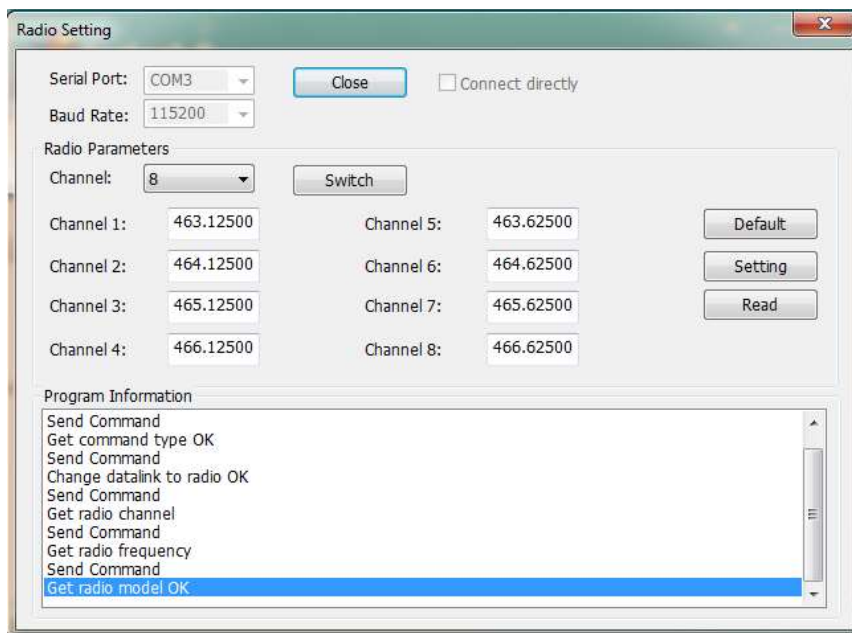 Radio Setting
Serial Port: COM3 Close Connect directly
Baud Rate: 115200
Radio Parameters
Channel: 8 Switch
Channel 1: 463.12500 Channel 5: 463.62500 Default
Channel 2: 464.12500 Channel 6: 464.62500 Setting
Channel 3: 465.12500 Channel 7: 465.62500 Read
Channel 4: 466.12500 Channel 8: 466.62500
Program Information
Send Command
Get command type OK
Send Command
Change datalink to radio OK
Send Command
Get radio channel
Send Command
Get radio frequency
Send Command
Get radio model OK